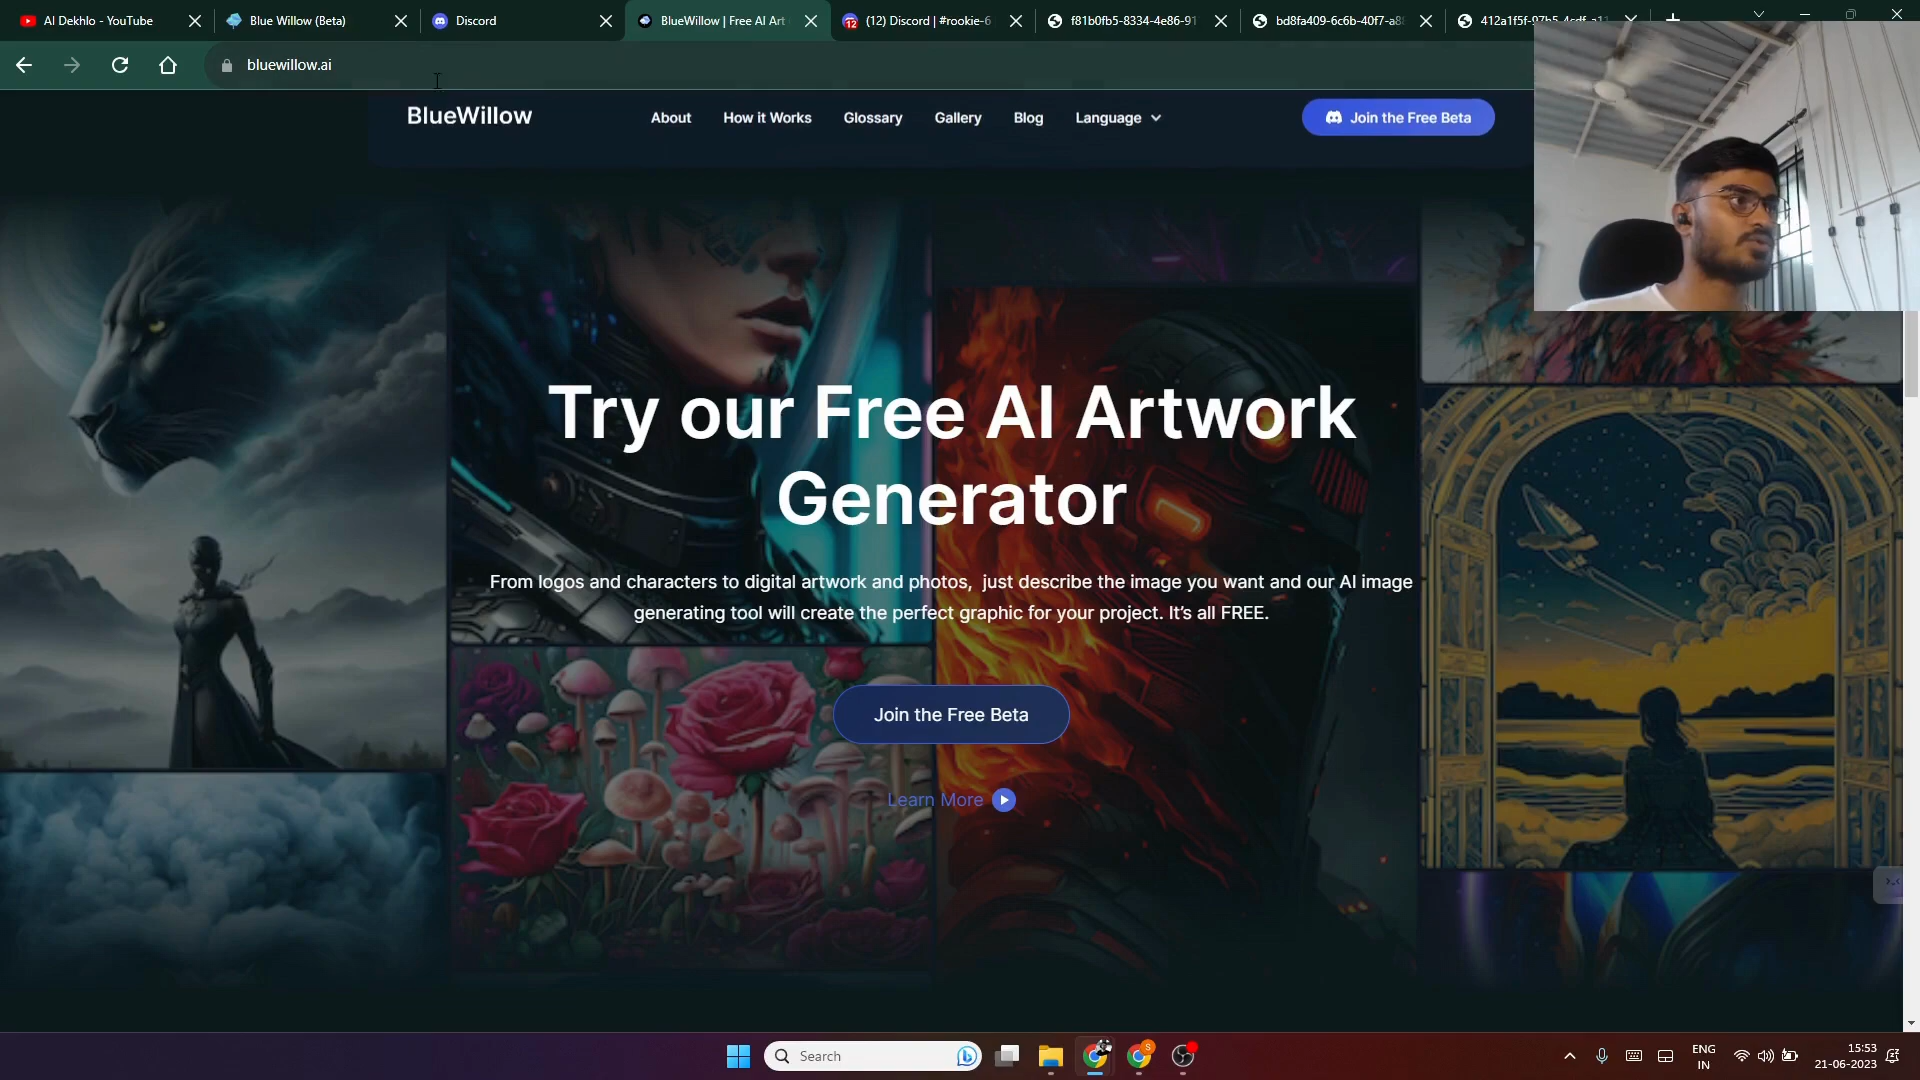 AI Dekhlo - YouTube
Blue Willow (Beta)
Discord
BlueWillow | Free AI Art
(12) Discord | #rookie-6
f81b0fb5-8334-4e86-91
bd8fa409-6c6b-40f7-a8
bluewillow.ai
BlueWillow
About
How it Works
Glossary
Gallery
Blog
Language
Join the Free Beta
Try our Free AI Artwork
Generator
From logos and characters to digital artwork and photos, just describe the image you want and our AI image
generating tool will create the perfect graphic for your project. It's all FREE.
Join the Free Beta
Learn More
Search
ENG
IN
15:53
21-06-2023